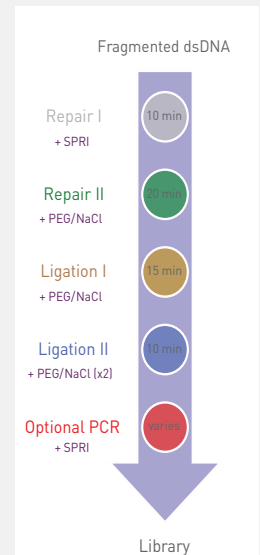 Fragmented dsDNA
Repair I
10 min
+ SPRI
Repair II
20 min
+ PEG/NaCl
Ligation I
15 min
+ PEG/NaCl
Ligation II
10 min
+ PEG/NaCl (x2)
Optional PCR
varies
+ SPRI
Library